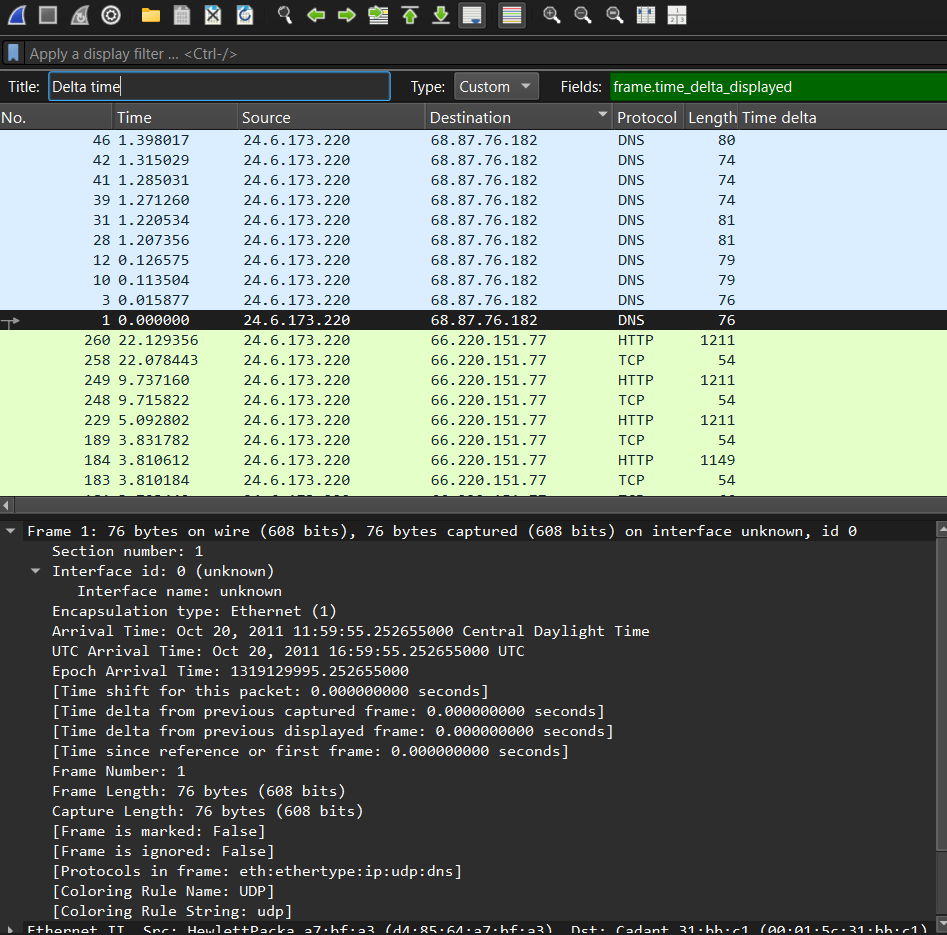 Apply a display filter ... <Ctrl-/>
Title: Delta time Type: Custom Fields: frame.time_delta_displayed
No. Time Source Destination Protocol Length Time delta
46 1.398017 24.6.173.220 68.87.76.182 DNS 80
42 1.315029 24.6.173.220 68.87.76.182 DNS 74
41 1.285031 24.6.173.220 68.87.76.182 DNS 74
39 1.271260 24.6.173.220 68.87.76.182 DNS 74
31 1.220534 24.6.173.220 68.87.76.182 DNS 81
28 1.207356 24.6.173.220 68.87.76.182 DNS 81
12 0.126575 24.6.173.220 68.87.76.182 DNS 79
10 0.113504 24.6.173.220 68.87.76.182 DNS 79
3 0.015877 24.6.173.220 68.87.76.182 DNS 76
1 0.000000 24.6.173.220 68.87.76.182 DNS 76
260 22.129356 24.6.173.220 66.220.151.77 HTTP 1211
258 22.078443 24.6.173.220 66.220.151.77 TCP 54
249 9.737160 24.6.173.220 66.220.151.77 HTTP 1211
248 9.715822 24.6.173.220 66.220.151.77 TCP 54
229 5.092802 24.6.173.220 66.220.151.77 HTTP 1211
189 3.831782 24.6.173.220 66.220.151.77 TCP 54
184 3.810612 24.6.173.220 66.220.151.77 HTTP 1149
183 3.810184 24.6.173.220 66.220.151.77 TCP 54
Frame 1: 76 bytes on wire (608 bits), 76 bytes captured (608 bits) on interface unknown, id 0
Section number: 1
Interface id: 0 (unknown)
Interface name: unknown
Encapsulation type: Ethernet (1)
Arrival Time: Oct 20, 2011 11:59:55.252655000 Central Daylight Time
UTC Arrival Time: Oct 20, 2011 16:59:55.252655000 UTC
Epoch Arrival Time: 1319129995.252655000
[Time shift for this packet: 0.000000000 seconds]
[Time delta from previous captured frame: 0.000000000 seconds]
[Time delta from previous displayed frame: 0.000000000 seconds]
[Time since reference or first frame: 0.000000000 seconds]
Frame Number: 1
Frame Length: 76 bytes (608 bits)
Capture Length: 76 bytes (608 bits)
[Frame is marked: False]
[Frame is ignored: False]
[Protocols in frame: eth:ethertype:ip:udp:dns]
[Coloring Rule Name: UDP]
[Coloring Rule String: udp]
Ethernet II, Src: HewlettPacka_a7:bf:a3 (d4:85:64:a7:bf:a3), Dst: Cadant_31:bb:c1 (00:01:5c:31:bb:c1)